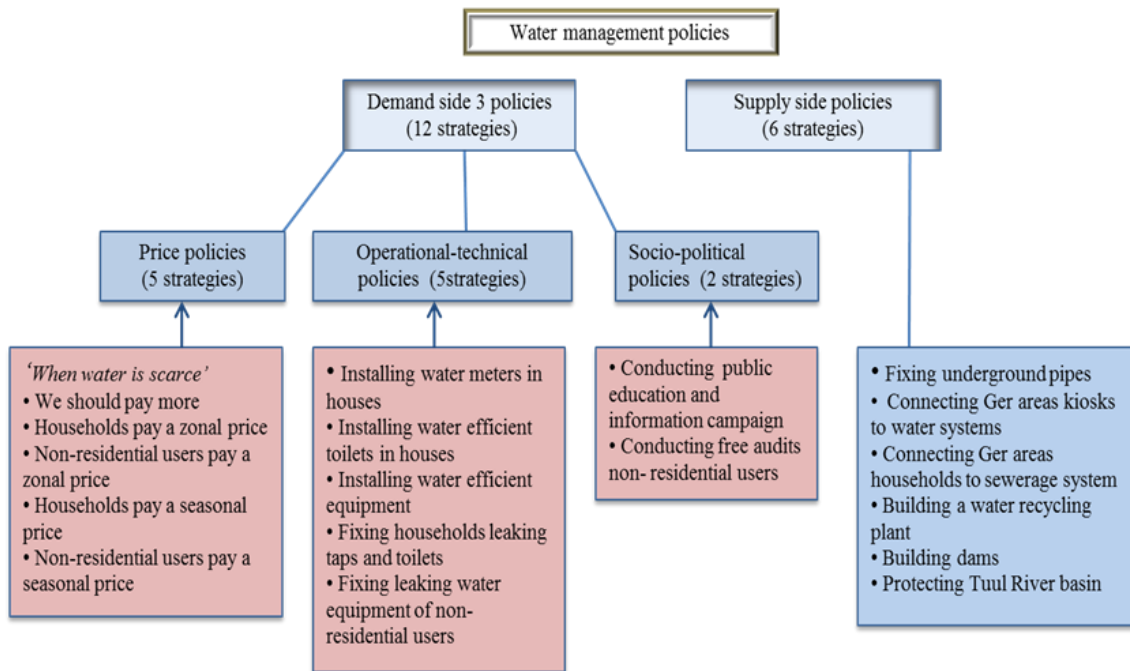 Water management policies
Demand side 3 policies
(12 strategies)
Supply side policies
(6 strategies)
Price policies
(5 strategies)
Operational-technical
policies (5strategies)
Socio-political
policies (2 strategies)
‘When water is scarce’
• We should pay more
• Households pay a zonal price
• Non-residential users pay a
zonal price
• Households pay a seasonal
price
• Non-residential users pay a
seasonal price
• Installing water meters in
houses
• Installing water efficient
toilets in houses
• Installing water efficient
equipment
• Fixing households leaking
taps and toilets
• Fixing leaking water
equipment of non-
residential users
• Conducting public
education and
information campaign
• Conducting free audits
non- residential users
• Fixing underground pipes
• Connecting Ger areas kiosks
to water systems
• Connecting Ger areas
households to sewerage system
• Building a water recycling
plant
• Building dams
• Protecting Tuul River basin